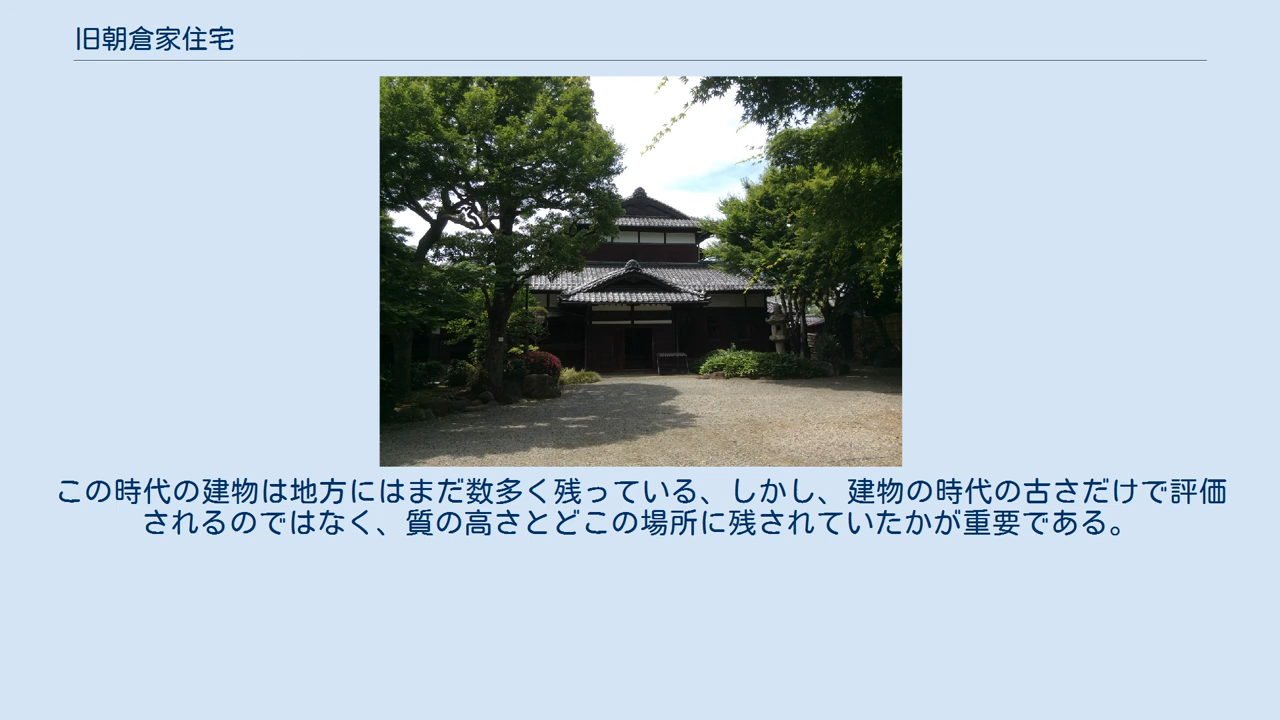 旧朝倉家住宅
この時代の建物は地方にはまだ数多く残っている、しかし、建物の時代の古さだけで評価
されるのではなく、質の高さとどこの場所に残されていたかが重要である。